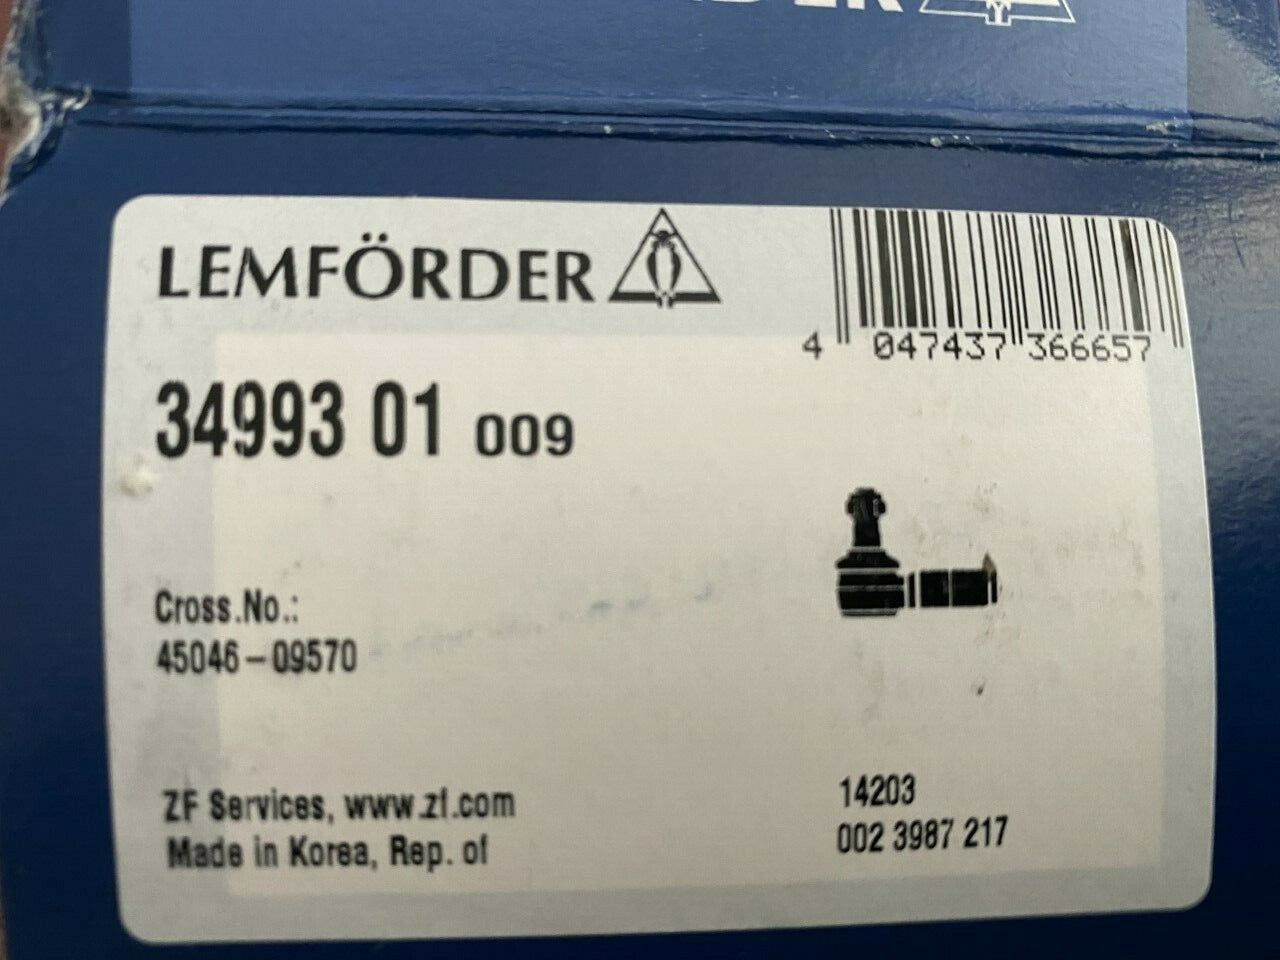 LEMFÖRDER
4 047437 366657
34993 01 009
Cross.No.:
45046-09570
ZF Services, www.zf.com
Made in Korea, Rep. of
14203
002 3987 217